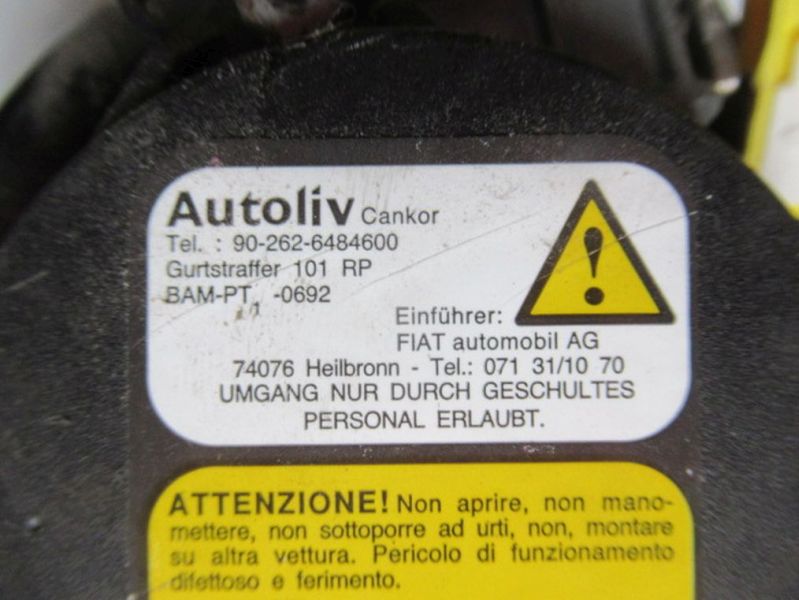 Autoliv Cankor
Tel. : 90-262-6484600
Gurtstraffer 101 RP
BAM-PT1 -0692
Einführer:
FIAT automobil AG
74076 Heilbronn - Tel.: 071 31/10 70
UMGANG NUR DURCH GESCHULTES
PERSONAL ERLAUBT.
ATTENZIONE! Non aprire, non mano-
mettere, non sottoporre ad urti, non, montare
su altra vettura. Pericolo di funzionamento
difettoso e ferimento.